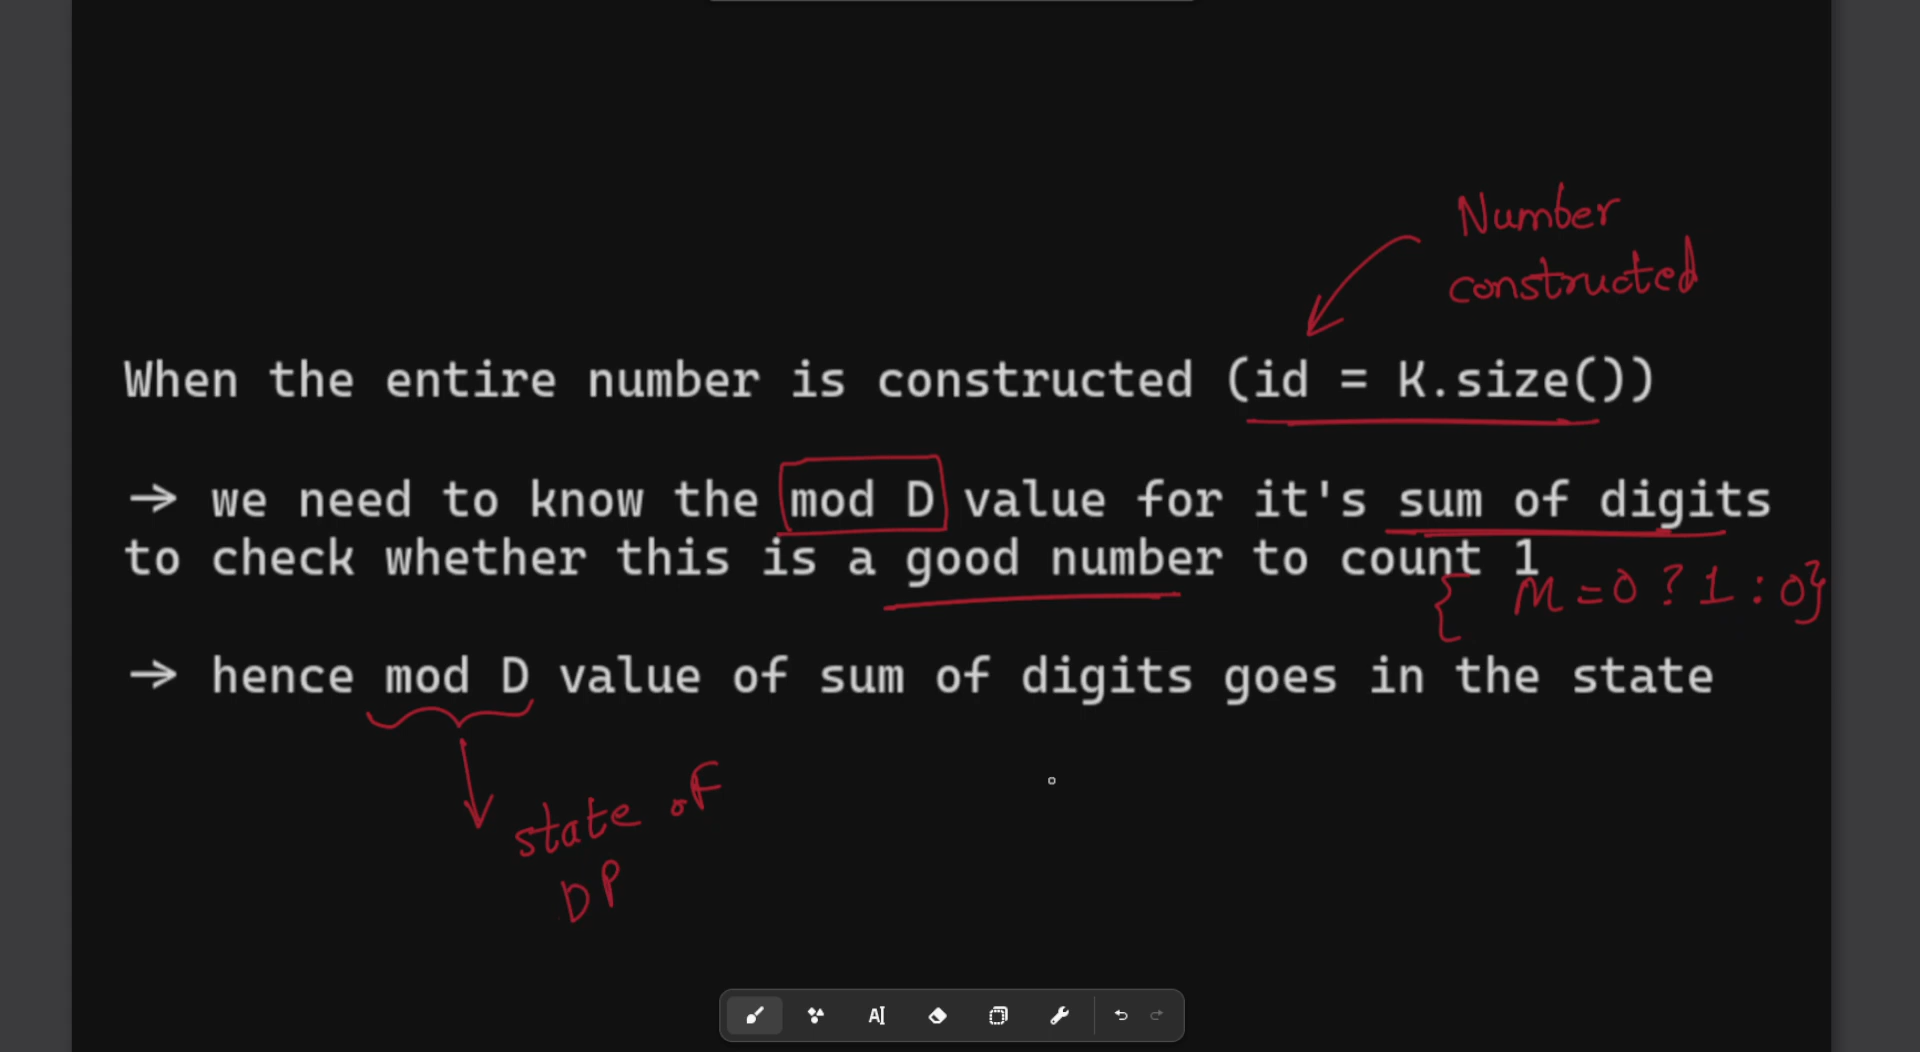 Number
constructed
When the entire number is constructed (id = K.size())
→ we need to know the mod D value for it's sum of digits
to check whether this is a good number to count 1
{ M = 0 ? 1 : 0}
→ hence mod D value of sum of digits goes in the state
state of
DP